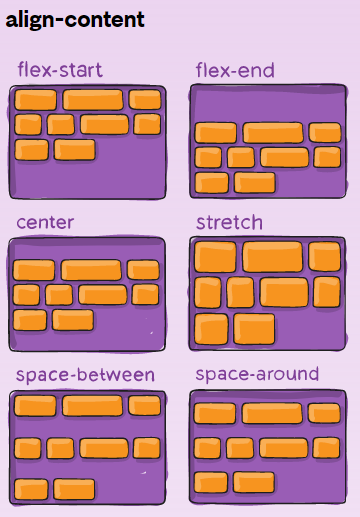 align-content
flex-start
flex-end
center
stretch
space-between
space-around